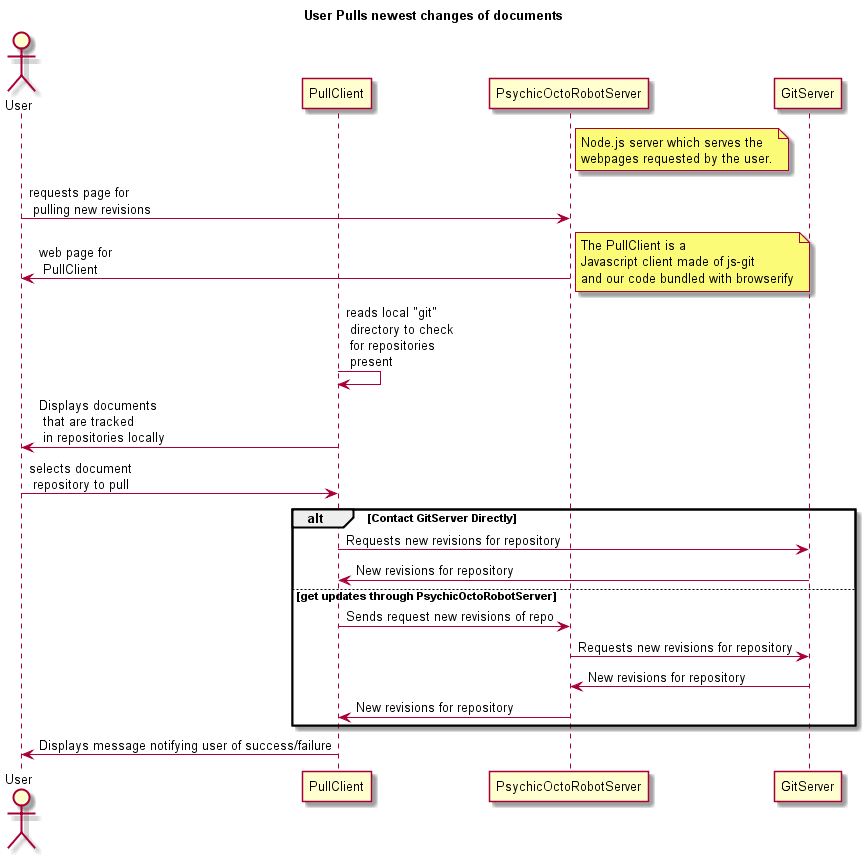 User Pulls newest changes of documents
User
PullClient
PsychicOctoRobotServer
GitServer
Node.js server which serves the
webpages requested by the user.
requests page for
pulling new revisions
web page for
PullClient
The PullClient is a
Javascript client made of js-git
and our code bundled with browserify
reads local "git"
directory to check
for repositories
present
Displays documents
that are tracked
in repositories locally
selects document
repository to pull
alt [Contact GitServer Directly]
Requests new revisions for repository
New revisions for repository
[get updates through PsychicOctoRobotServer]
Sends request new revisions of repo
Requests new revisions for repository
New revisions for repository
New revisions for repository
Displays message notifying user of success/failure
User
PullClient
PsychicOctoRobotServer
GitServer